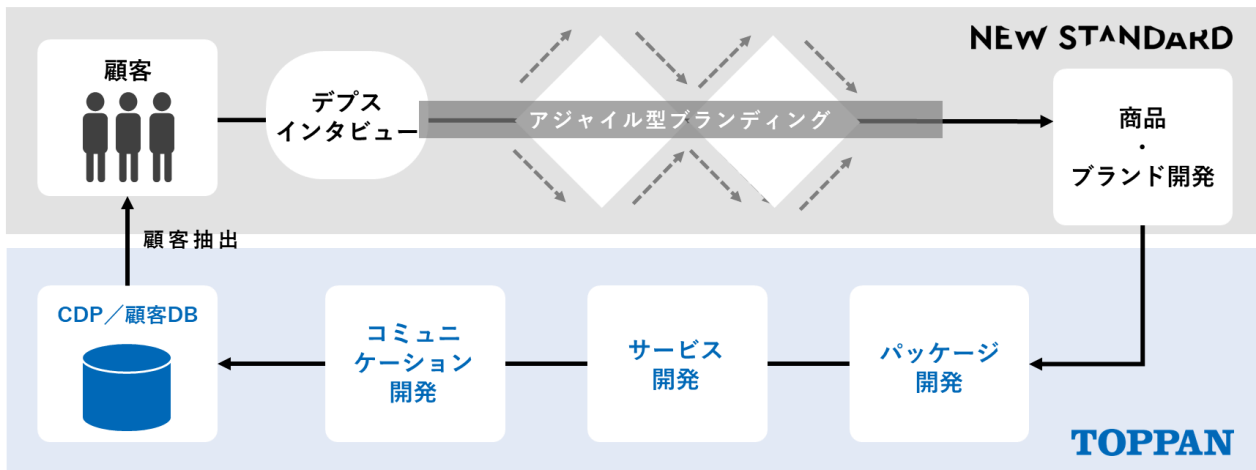 NEW STANDARD
顧客
デプス
インタビュー
アジャイル型ブランディング
商品
・
ブランド開発
顧客抽出
CDP／顧客DB
コミュニ
ケーション
開発
サービス
開発
パッケージ
開発
TOPPAN